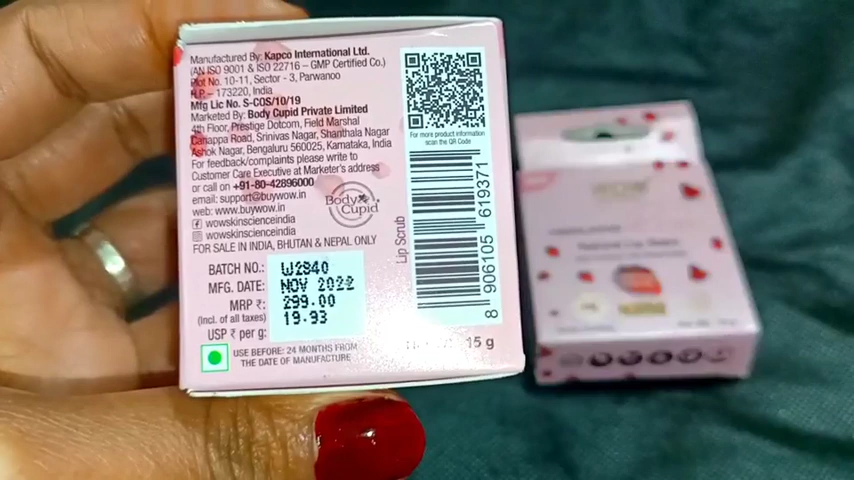 Manufactured By: Kapco International Ltd.
(AN ISO 9001 & ISO 22716 – GMP Certified Co.)
Plot No. 10-11, Sector - 3, Parwanoo
H.P. – 173220, India
Mfg Lic No. S-COS/10/19
Marketed By: Body Cupid Private Limited
4th Floor, Prestige Dotcom, Field Marshal
Cariappa Road, Srinivas Nagar, Shanthala Nagar
Ashok Nagar, Bengaluru 560025, Karnataka, India
For feedback/complaints please write to
Customer Care Executive at Marketer's address
or call on +91-80-42896000
email: support@buywow.in
web: www.buywow.in
wowskinscienceindia
wowskinscienceindia
FOR SALE IN INDIA, BHUTAN & NEPAL ONLY
Body Cupid
For more product information
scan the QR Code
Lip Scrub
8 906105 619371
BATCH NO.: W2840
MFG. DATE: NOV 2022
MRP ₹: 299.00
(Incl. of all taxes)
USP ₹ per g: 19.93
USE BEFORE: 24 MONTHS FROM
THE DATE OF MANUFACTURE
15 g